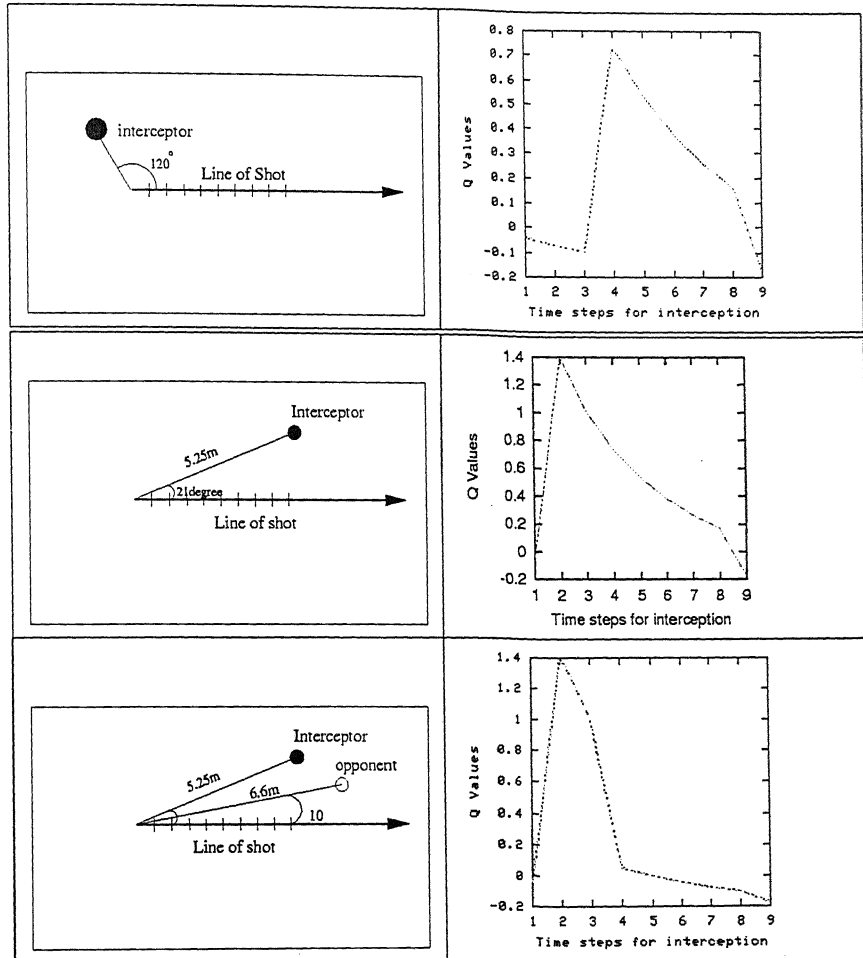 interceptor
120°
Line of Shot
0.8
0.7
0.6
0.5
0.4
0.3
0.2
0.1
0
-0.1
-0.2
Q Values
1 2 3 4 5 6 7 8 9
Time steps for interception
Interceptor
5.25m
21degree
Line of shot
1.4
1.2
1
0.8
0.6
0.4
0.2
0
-0.2
Q Values
1 2 3 4 5 6 7 8 9
Time steps for interception
Interceptor
opponent
5.25m
6.6m
10
Line of shot
1.4
1.2
1
0.8
0.6
0.4
0.2
0
-0.2
Q Values
1 2 3 4 5 6 7 8 9
Time steps for interception